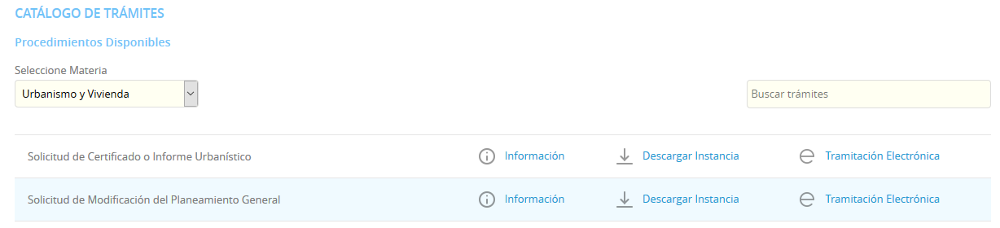 CATÁLOGO DE TRÁMITES
Procedimientos Disponibles
Seleccione Materia
Urbanismo y Vivienda
Buscar trámites
Solicitud de Certificado o Informe Urbanístico Información Descargar Instancia Tramitación Electrónica
Solicitud de Modificación del Planeamiento General Información Descargar Instancia Tramitación Electrónica